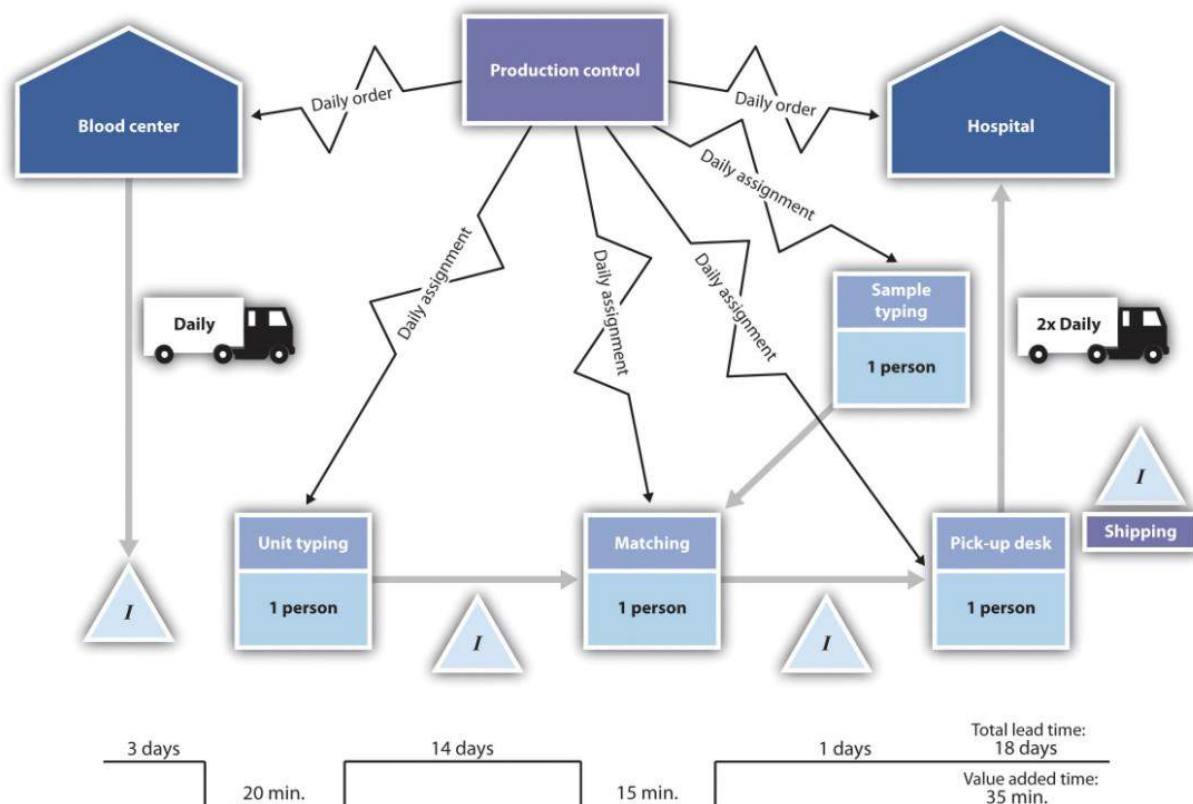 Production control
Blood center
Daily order
Daily order
Hospital
Daily assignment
Daily assignment
Daily assignment
Daily assignment
Daily
Sample
typing
1 person
2x Daily
I
Shipping
Unit typing
1 person
Matching
1 person
Pick-up desk
1 person
I
I
I
3 days
20 min.
14 days
15 min.
1 days
Total lead time:
18 days
Value added time:
35 min.